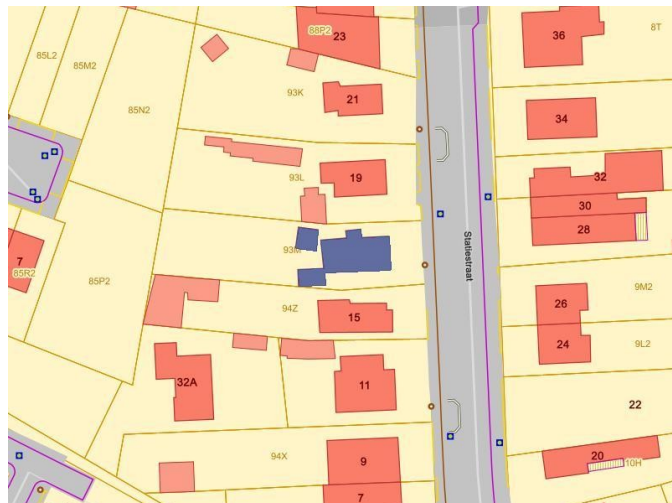 88P2
23
36
8T
85L2
85M2
93K
21
85N2
34
93L
19
32
30
28
Statiestraat
93M
7
85R2
85P2
9M2
26
94Z
15
24
9L2
32A
11
22
94X
9
20
10H
7